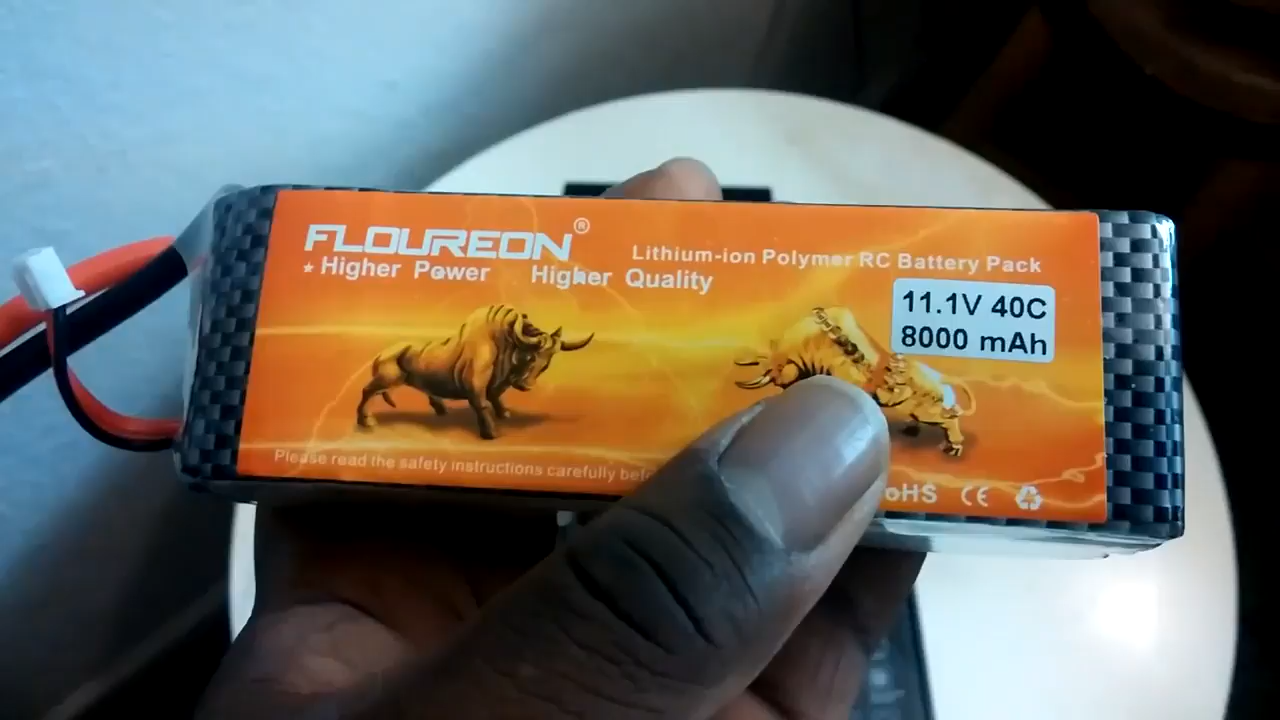 FLOUREON®
Lithium-ion Polymer RC Battery Pack
★ Higher Power Higher Quality
11.1V 40C
8000 mAh
Please read the safety instructions carefully
CE